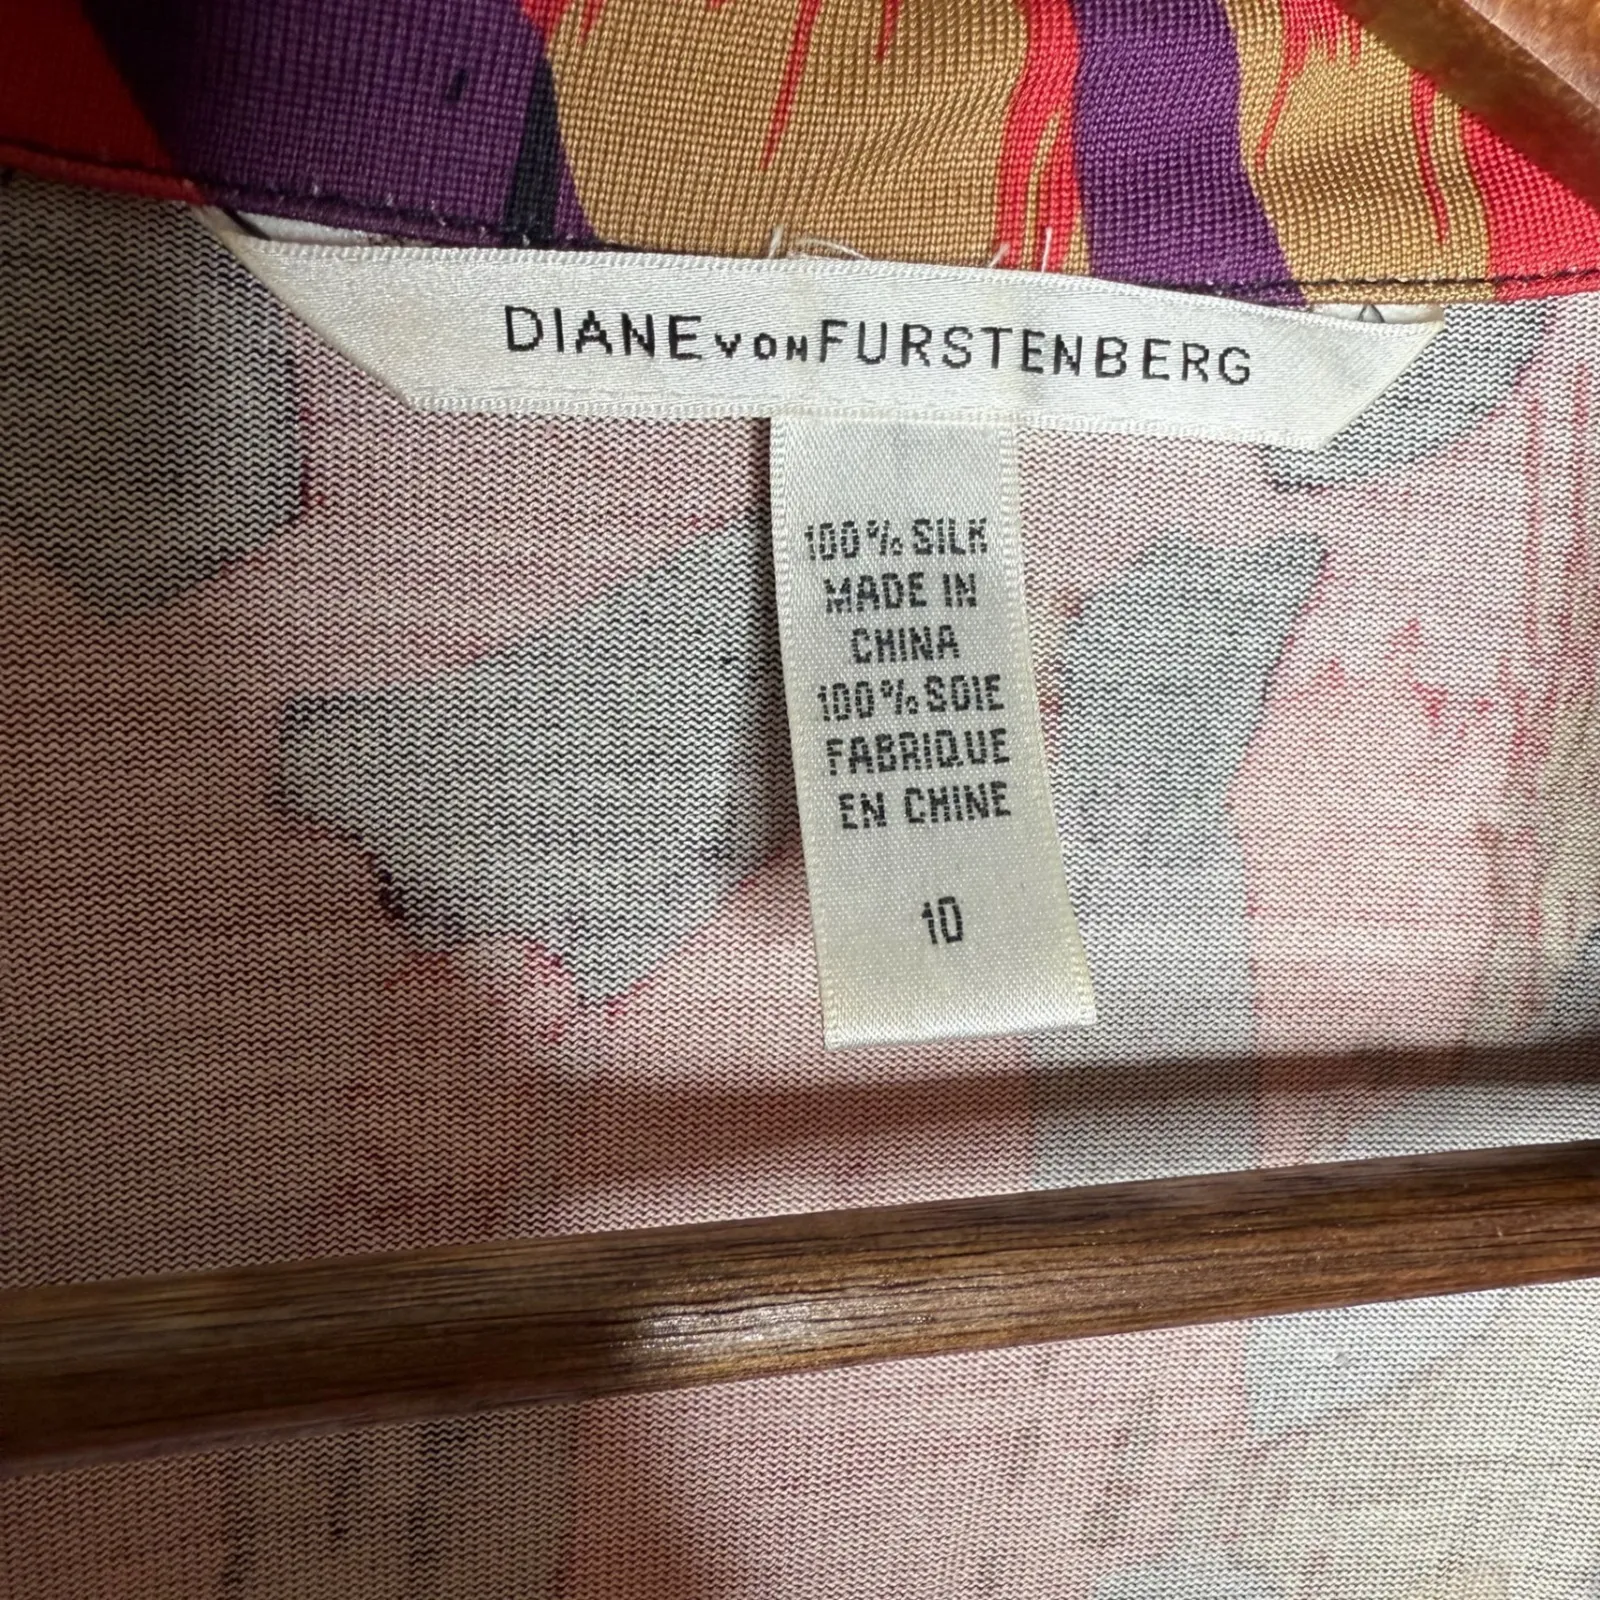 DIANE VON FURSTENBERG
100% SILK
MADE IN
CHINA
100% SOIE
FABRIQUE
EN CHINE
10